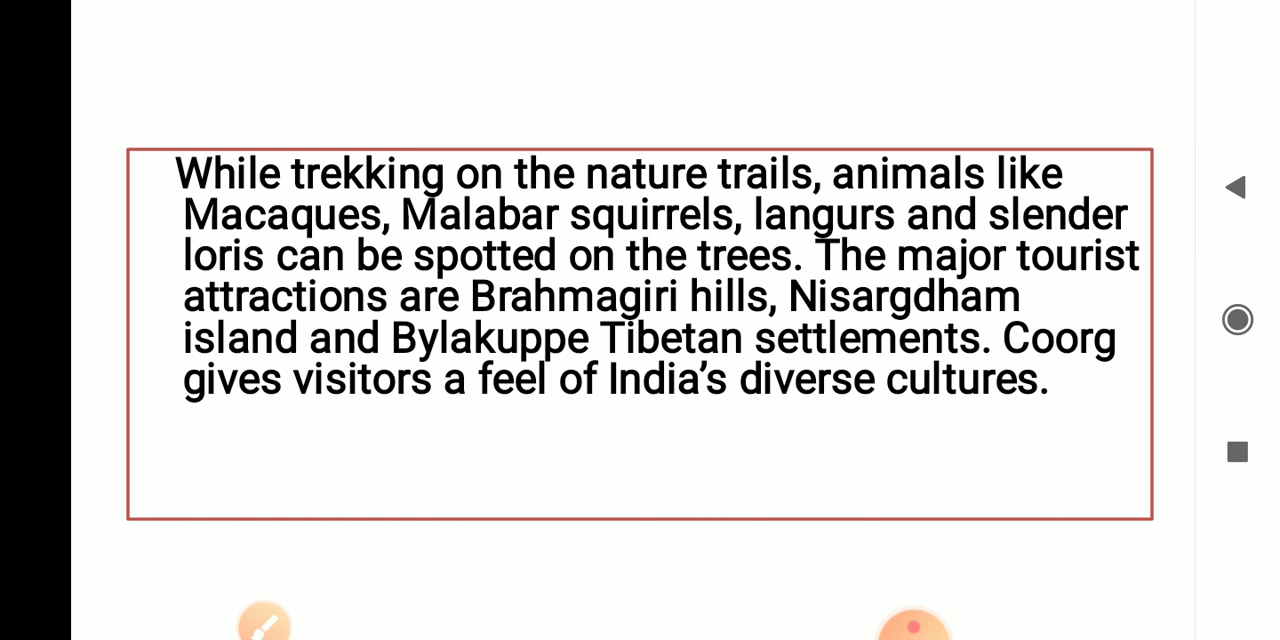 While trekking on the nature trails, animals like
Macaques, Malabar squirrels, langurs and slender
loris can be spotted on the trees. The major tourist
attractions are Brahmagiri hills, Nisargdham
island and Bylakuppe Tibetan settlements. Coorg
gives visitors a feel of India’s diverse cultures.